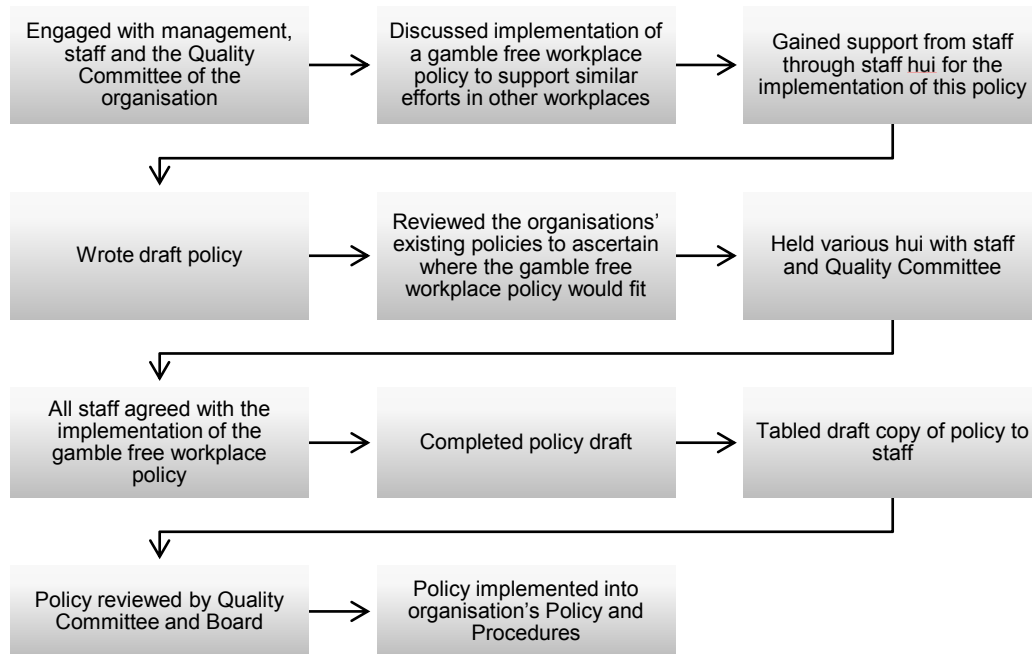 Engaged with management,
staff and the Quality
Committee of the
organisation
Discussed implementation of
a gamble free workplace
policy to support similar
efforts in other workplaces
Gained support from staff
through staff hui for the
implementation of this policy
Wrote draft policy
Reviewed the organisations’
existing policies to ascertain
where the gamble free
workplace policy would fit
Held various hui with staff
and Quality Committee
All staff agreed with the
implementation of the
gamble free workplace
policy
Completed policy draft
Tabled draft copy of policy to
staff
Policy reviewed by Quality
Committee and Board
Policy implemented into
organisation’s Policy and
Procedures